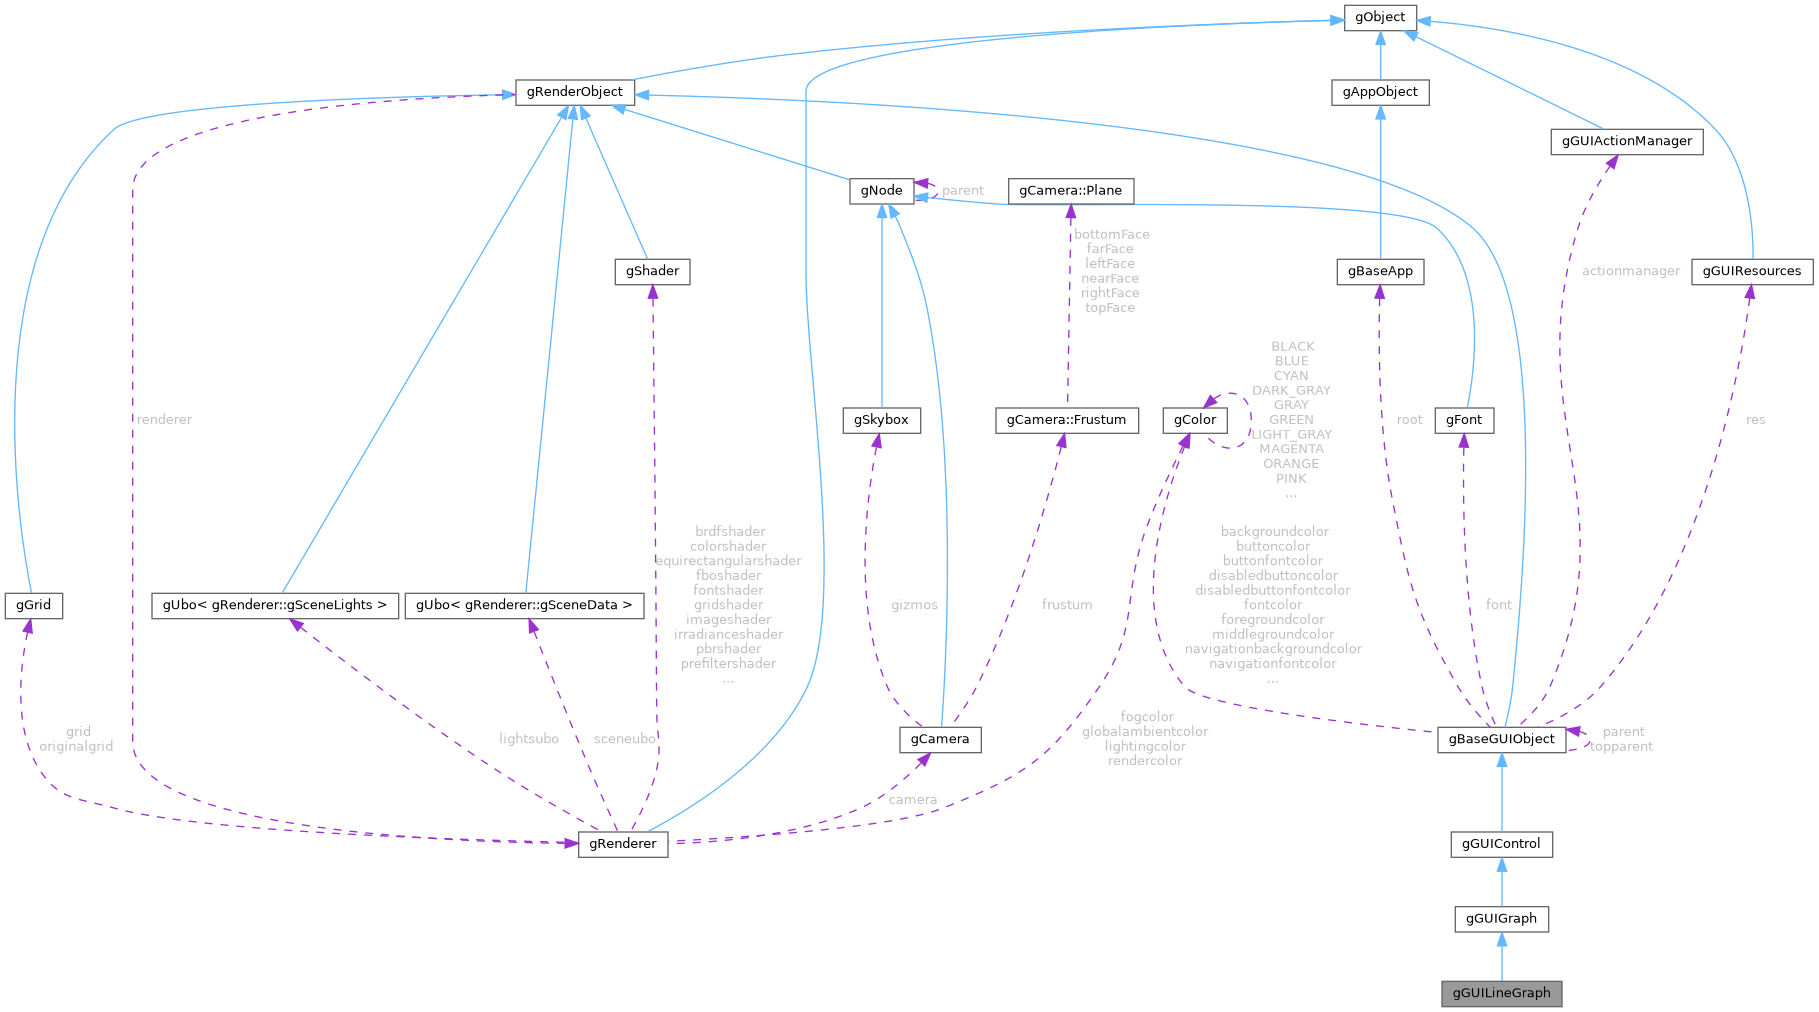 gObject
gRenderObject
gAppObject
gGUIActionManager
gNode
parent
gCamera::Plane
bottomFace
farFace
leftFace
nearFace
rightFace
topFace
gShader
gBaseApp
actionmanager
gGUIResources
BLACK
BLUE
CYAN
DARK_GRAY
GRAY
GREEN
LIGHT_GRAY
MAGENTA
ORANGE
PINK
...
renderer
gSkybox
gCamera::Frustum
gColor
root
gFont
res
brdfshader
colorshader
equirectangularshader
fboshader
fontshader
gridshader
imageshader
irradianceshader
pbrshader
prefiltershader
...
backgroundcolor
buttoncolor
buttonfontcolor
disabledbuttoncolor
disabledbuttonfontcolor
fontcolor
foregroundcolor
middlegroundcolor
navigationbackgroundcolor
navigationfontcolor
...
gGrid
gUbo< gRenderer::gSceneLights >
gUbo< gRenderer::gSceneData >
gizmos
frustum
font
grid
originalgrid
lightsubo
sceneubo
gCamera
fogcolor
globalambientcolor
lightingcolor
rendercolor
gBaseGUIObject
parent
topparent
camera
gRenderer
gGUIControl
gGUIGraph
gGUILineGraph